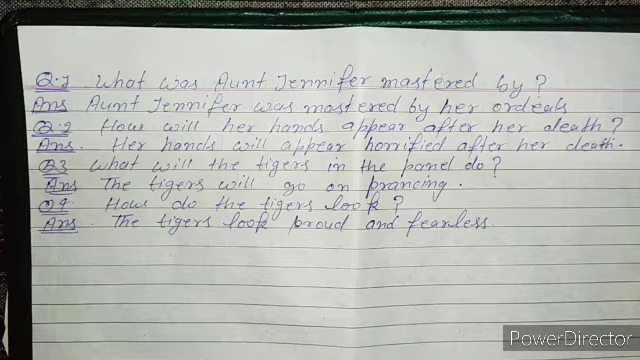 Q.1 What was Aunt Jennifer mastered by?
Ans Aunt Jennifer was mastered by her ordeals
Q.2 How will her hands appear after her death?
Ans. Her hands will appear horrified after her death.
Q3 What will the tigers in the panel do?
Ans The tigers will go on prancing.
Q4. How do the tigers look?
Ans. The tigers look proud and fearless.
PowerDirector